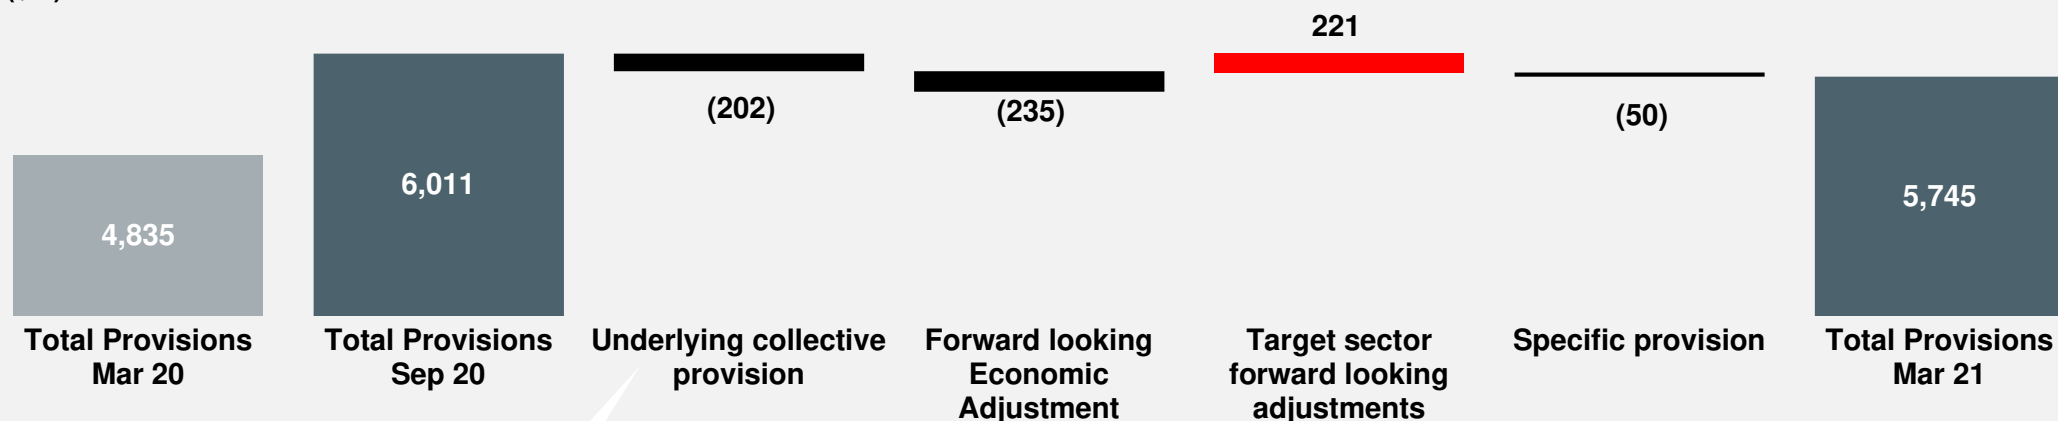 221
(202)
(235)
(50)
6,011
5,745
4,835
Total Provisions
Mar 20
Total Provisions
Sep 20
Underlying collective
provision
Forward looking
Economic
Adjustment
Target sector
forward looking
adjustments
Specific provision
Total Provisions
Mar 21